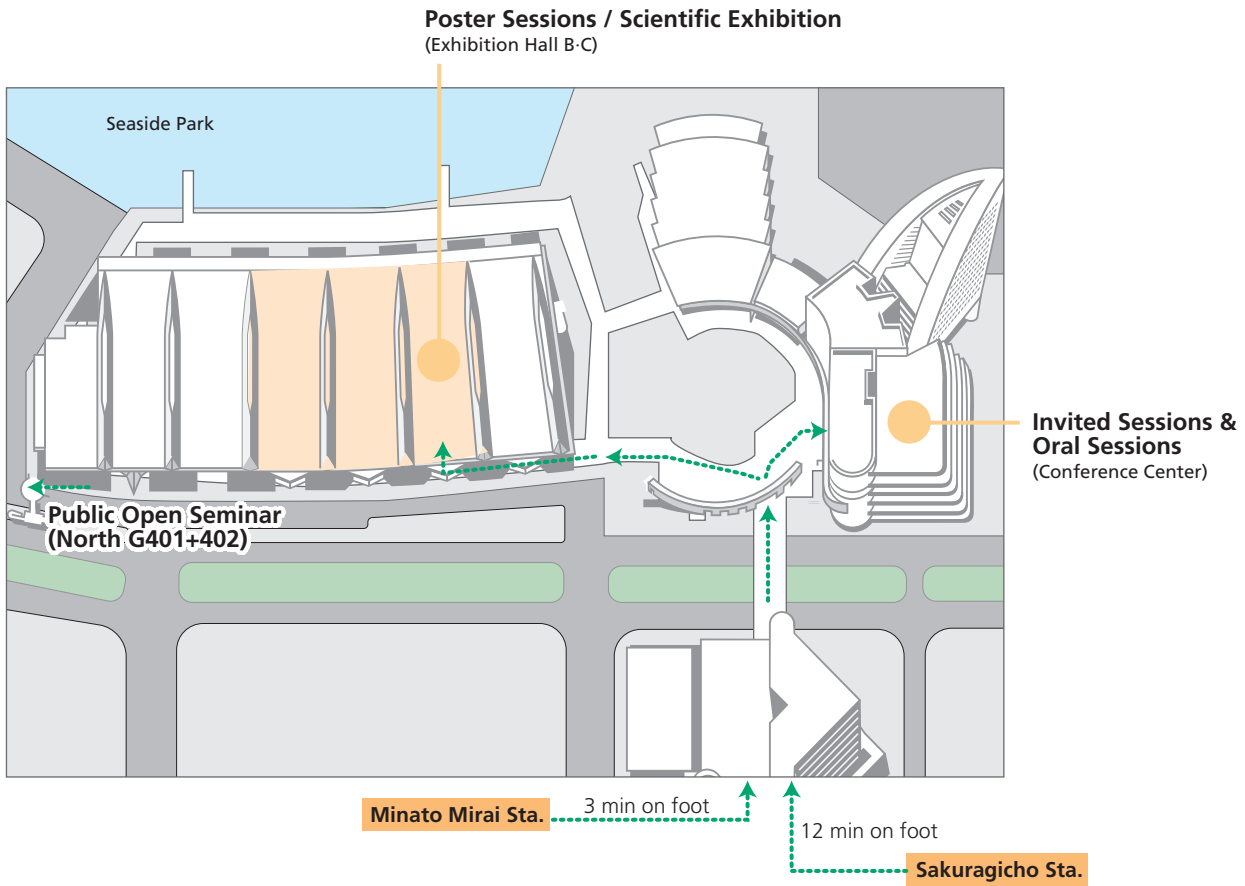 Poster Sessions / Scientific Exhibition
(Exhibition Hall B·C)
Seaside Park
Invited Sessions &
Oral Sessions
(Conference Center)
Public Open Seminar
(North G401+402)
Minato Mirai Sta.
3 min on foot
12 min on foot
Sakuragicho Sta.